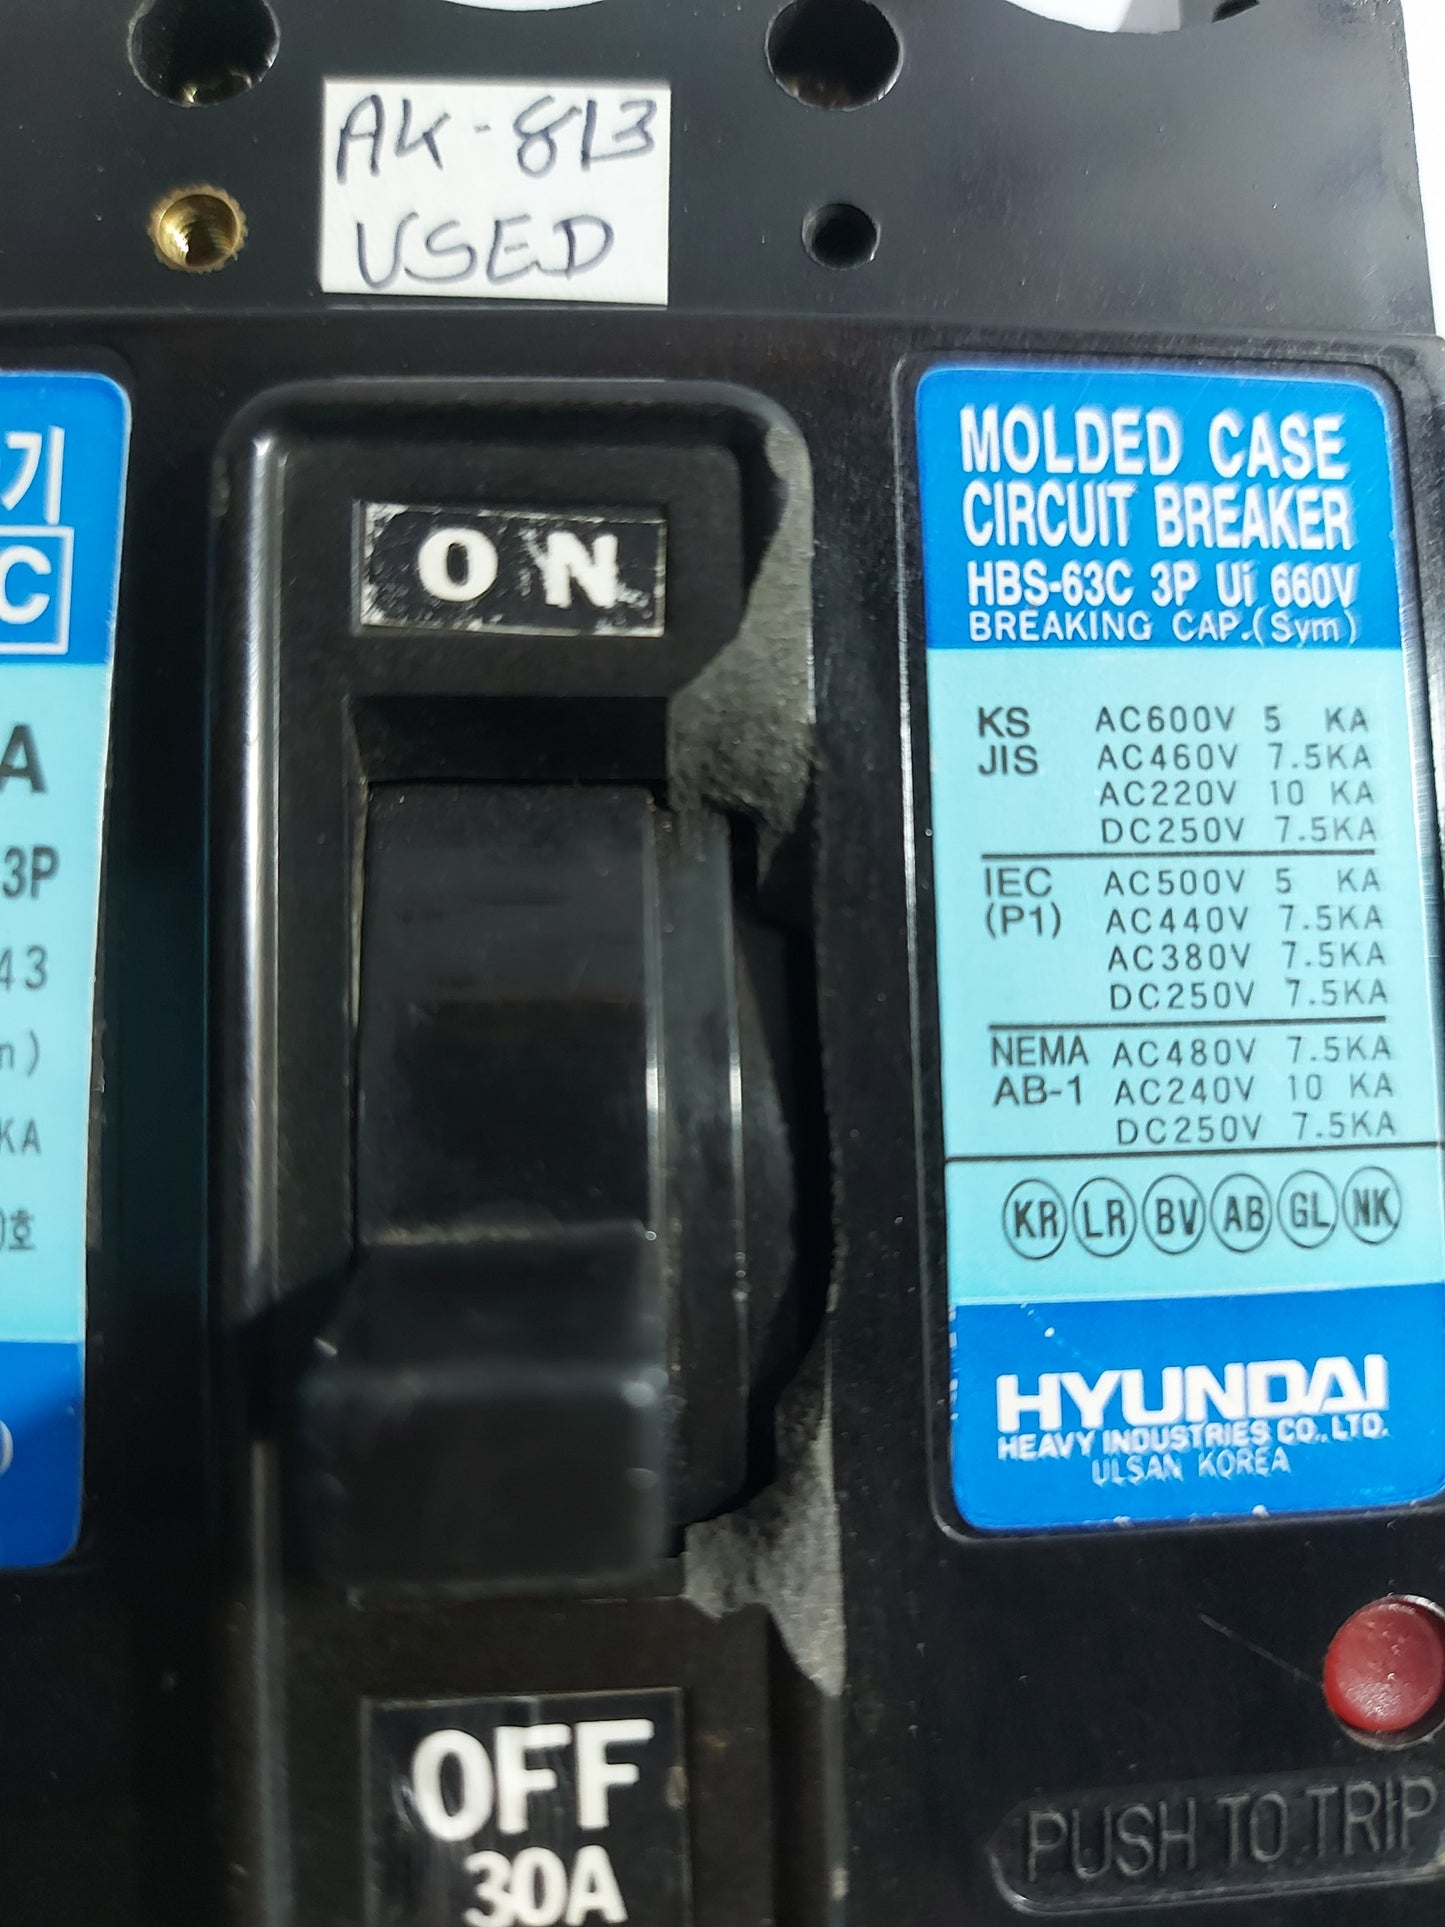 AK-813
USED
기
C
A
3P
43
KA
호
ON
OFF
30A
MOLDED CASE
CIRCUIT BREAKER
HBS-63C 3P Ui 660V
BREAKING CAP.(Sym)
KS AC600V 5 KA
JIS AC460V 7.5KA
AC220V 10 KA
DC250V 7.5KA
IEC AC500V 5 KA
(P1) AC440V 7.5KA
AC380V 7.5KA
DC250V 7.5KA
NEMA AC480V 7.5KA
AB-1 AC240V 10 KA
DC250V 7.5KA
KR LR BV AB GL NK
HYUNDAI
HEAVY INDUSTRIES CO., LTD.
ULSAN KOREA
PUSH TO TRIP